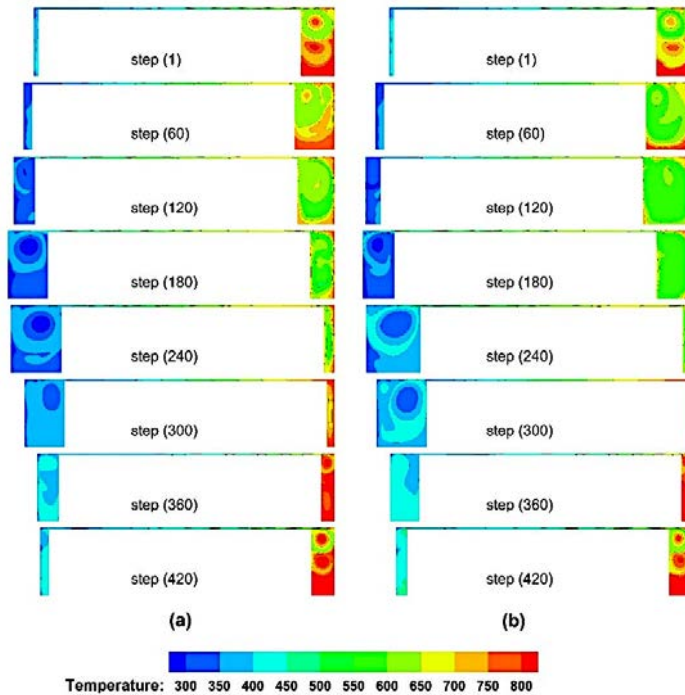 step (1) step (1)
step (60) step (60)
step (120) step (120)
step (180) step (180)
step (240) step (240)
step (300) step (300)
step (360) step (360)
step (420) step (420)
(a) (b)
Temperature: 300 350 400 450 500 550 600 650 700 750 800